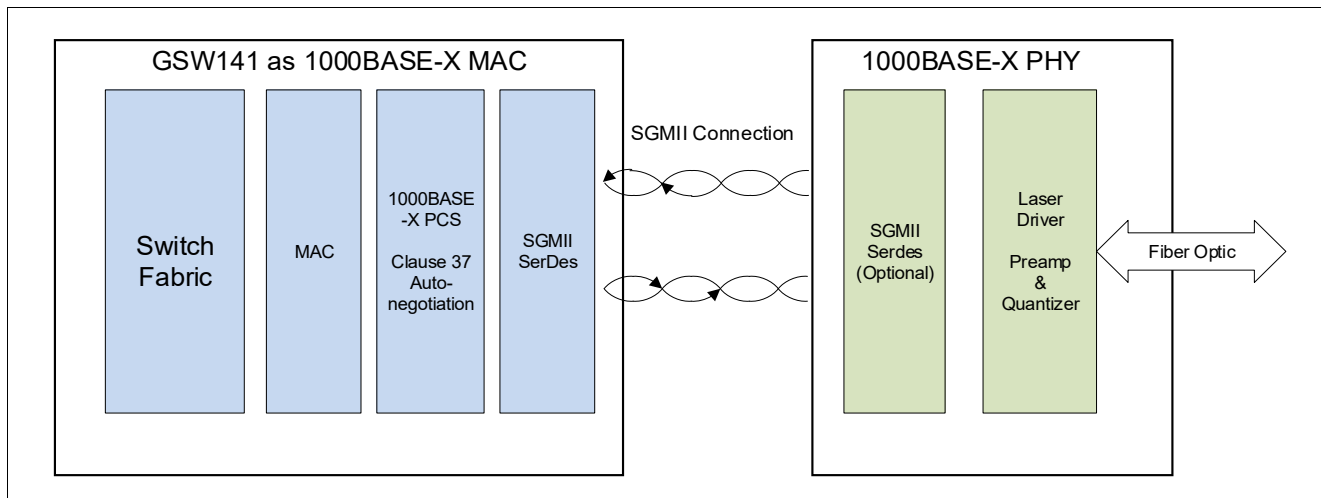 GSW141 as 1000BASE-X MAC
1000BASE-X PHY
SGMII Connection
Switch
Fabric
MAC
1000BASE
-X PCS
Clause 37
Auto-
negotiation
SGMII
SerDes
SGMII
Serdes
(Optional)
Laser
Driver
Preamp
&
Quantizer
Fiber Optic